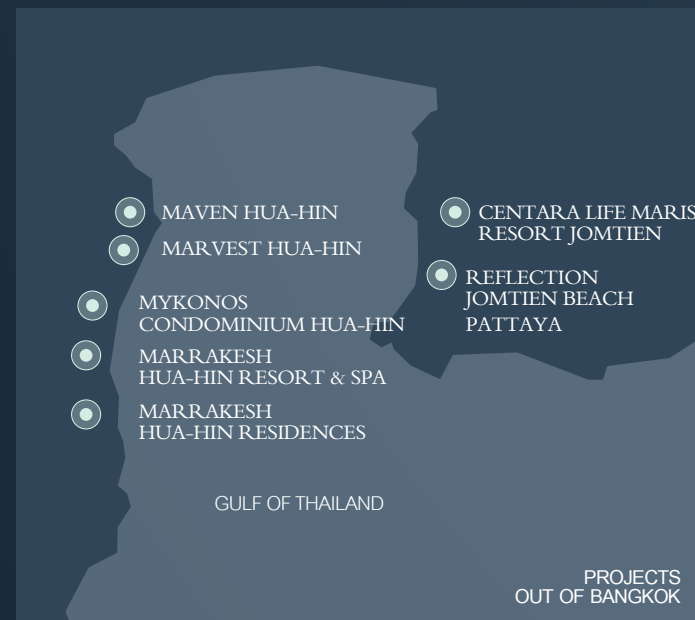 MAVEN HUA-HIN
MARVEST HUA-HIN
MYKONOS
CONDOMINIUM HUA-HIN
MARRAKESH
HUA-HIN RESORT & SPA
MARRAKESH
HUA-HIN RESIDENCES
CENTARA LIFE MARIS
RESORT JOMTIEN
REFLECTION
JOMTIEN BEACH
PATTAYA
GULF OF THAILAND
PROJECTS
OUT OF BANGKOK